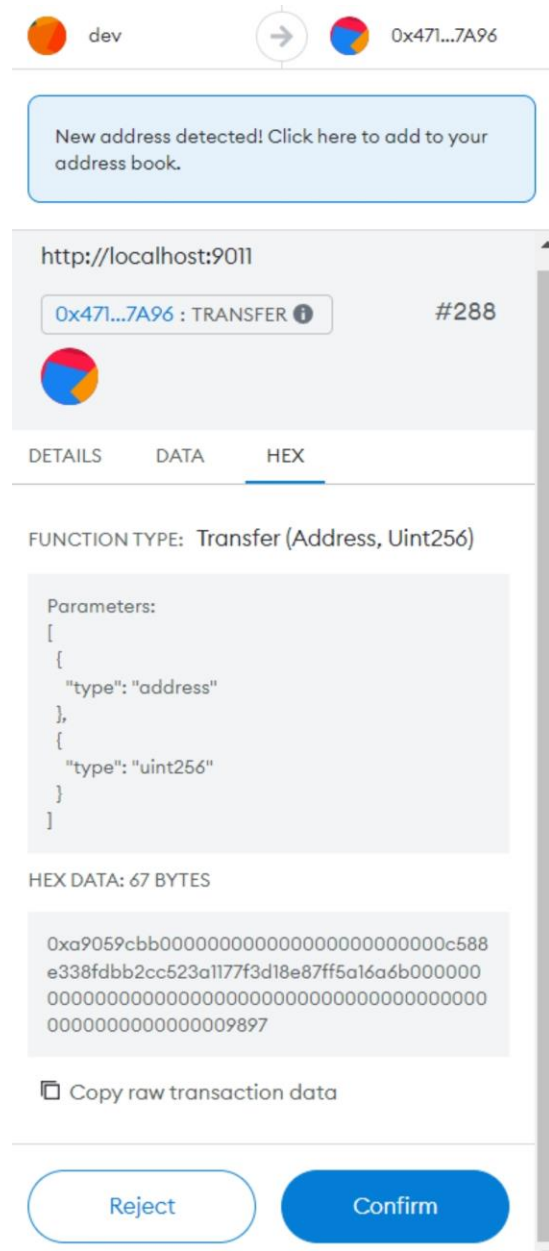 dev
0x471...7A96
New address detected! Click here to add to your
address book.
http://localhost:9011
0x471...7A96 : TRANSFER
#288
DETAILS
DATA
HEX
FUNCTION TYPE: Transfer (Address, Uint256)
Parameters:
[
{
"type": "address"
},
{
"type": "uint256"
}
]
HEX DATA: 67 BYTES
0xa9059cbb000000000000000000000000c588
e338fdbb2cc523a1177f3d18e87ff5a16a6b000000
000000000000000000000000000000000000
00000000000000009897
Copy raw transaction data
Reject
Confirm